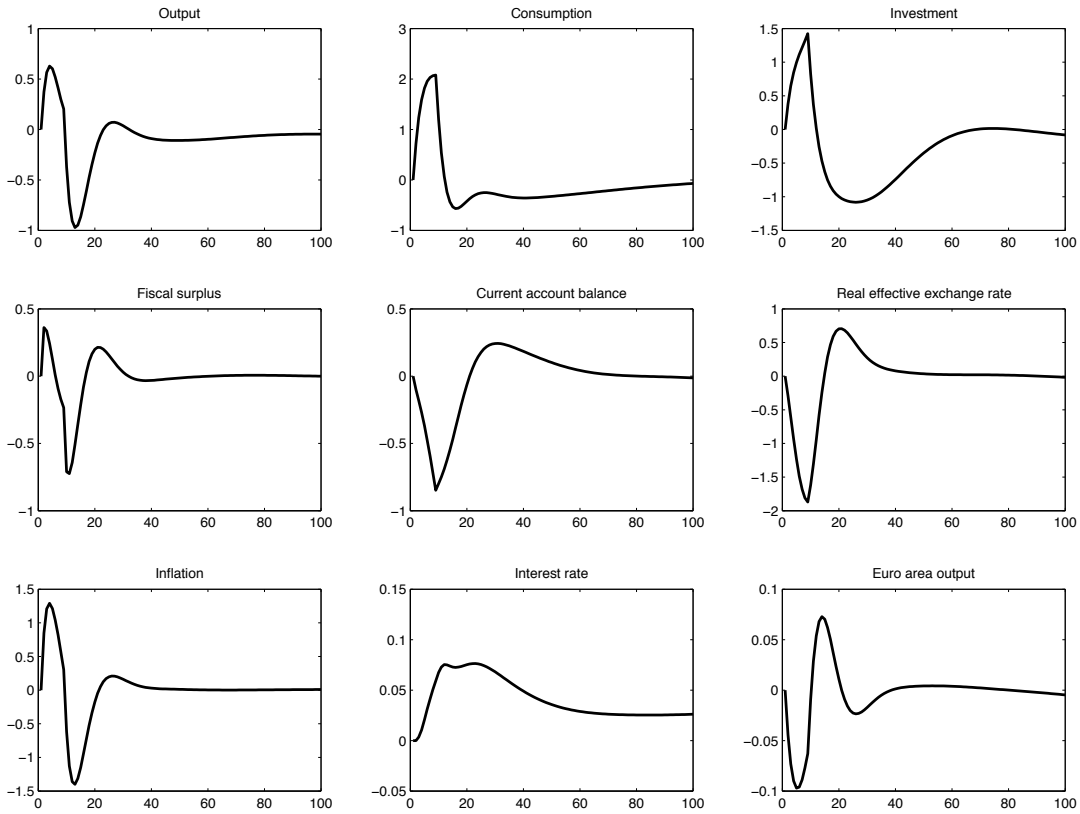 Output
1
0.5
0
−0.5
−1
0 20 40 60 80 100
Consumption
3
2
1
0
−1
0 20 40 60 80 100
Investment
1.5
1
0.5
0
−0.5
−1
−1.5
0 20 40 60 80 100
Fiscal surplus
0.5
0
−0.5
−1
0 20 40 60 80 100
Current account balance
0.5
0
−0.5
−1
0 20 40 60 80 100
Real effective exchange rate
1
0.5
0
−0.5
−1
−1.5
−2
0 20 40 60 80 100
Inflation
1.5
1
0.5
0
−0.5
−1
−1.5
0 20 40 60 80 100
Interest rate
0.15
0.1
0.05
0
−0.05
0 20 40 60 80 100
Euro area output
0.1
0.05
0
−0.05
−0.1
0 20 40 60 80 100